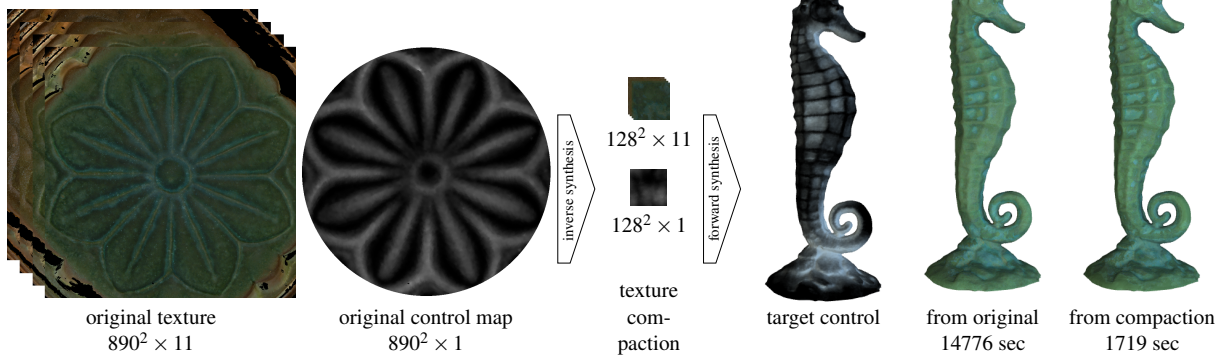 original texture
890² × 11
original control map
890² × 1
inverse synthesis
128² × 11
128² × 1
texture
com-
paction
forward synthesis
target control
from original
14776 sec
from compaction
1719 sec